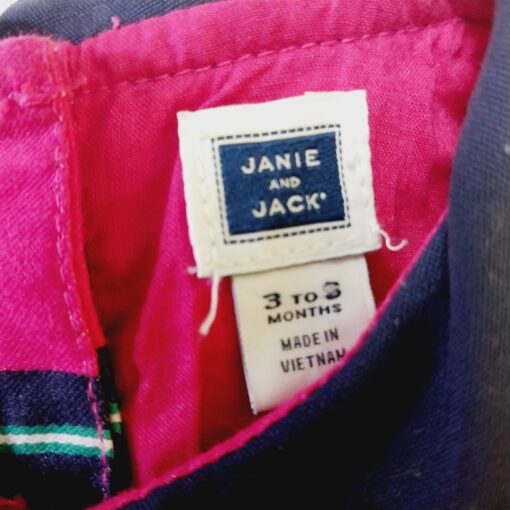 JANIE
AND
JACK®
3 TO 6
MONTHS
MADE IN
VIETNAM